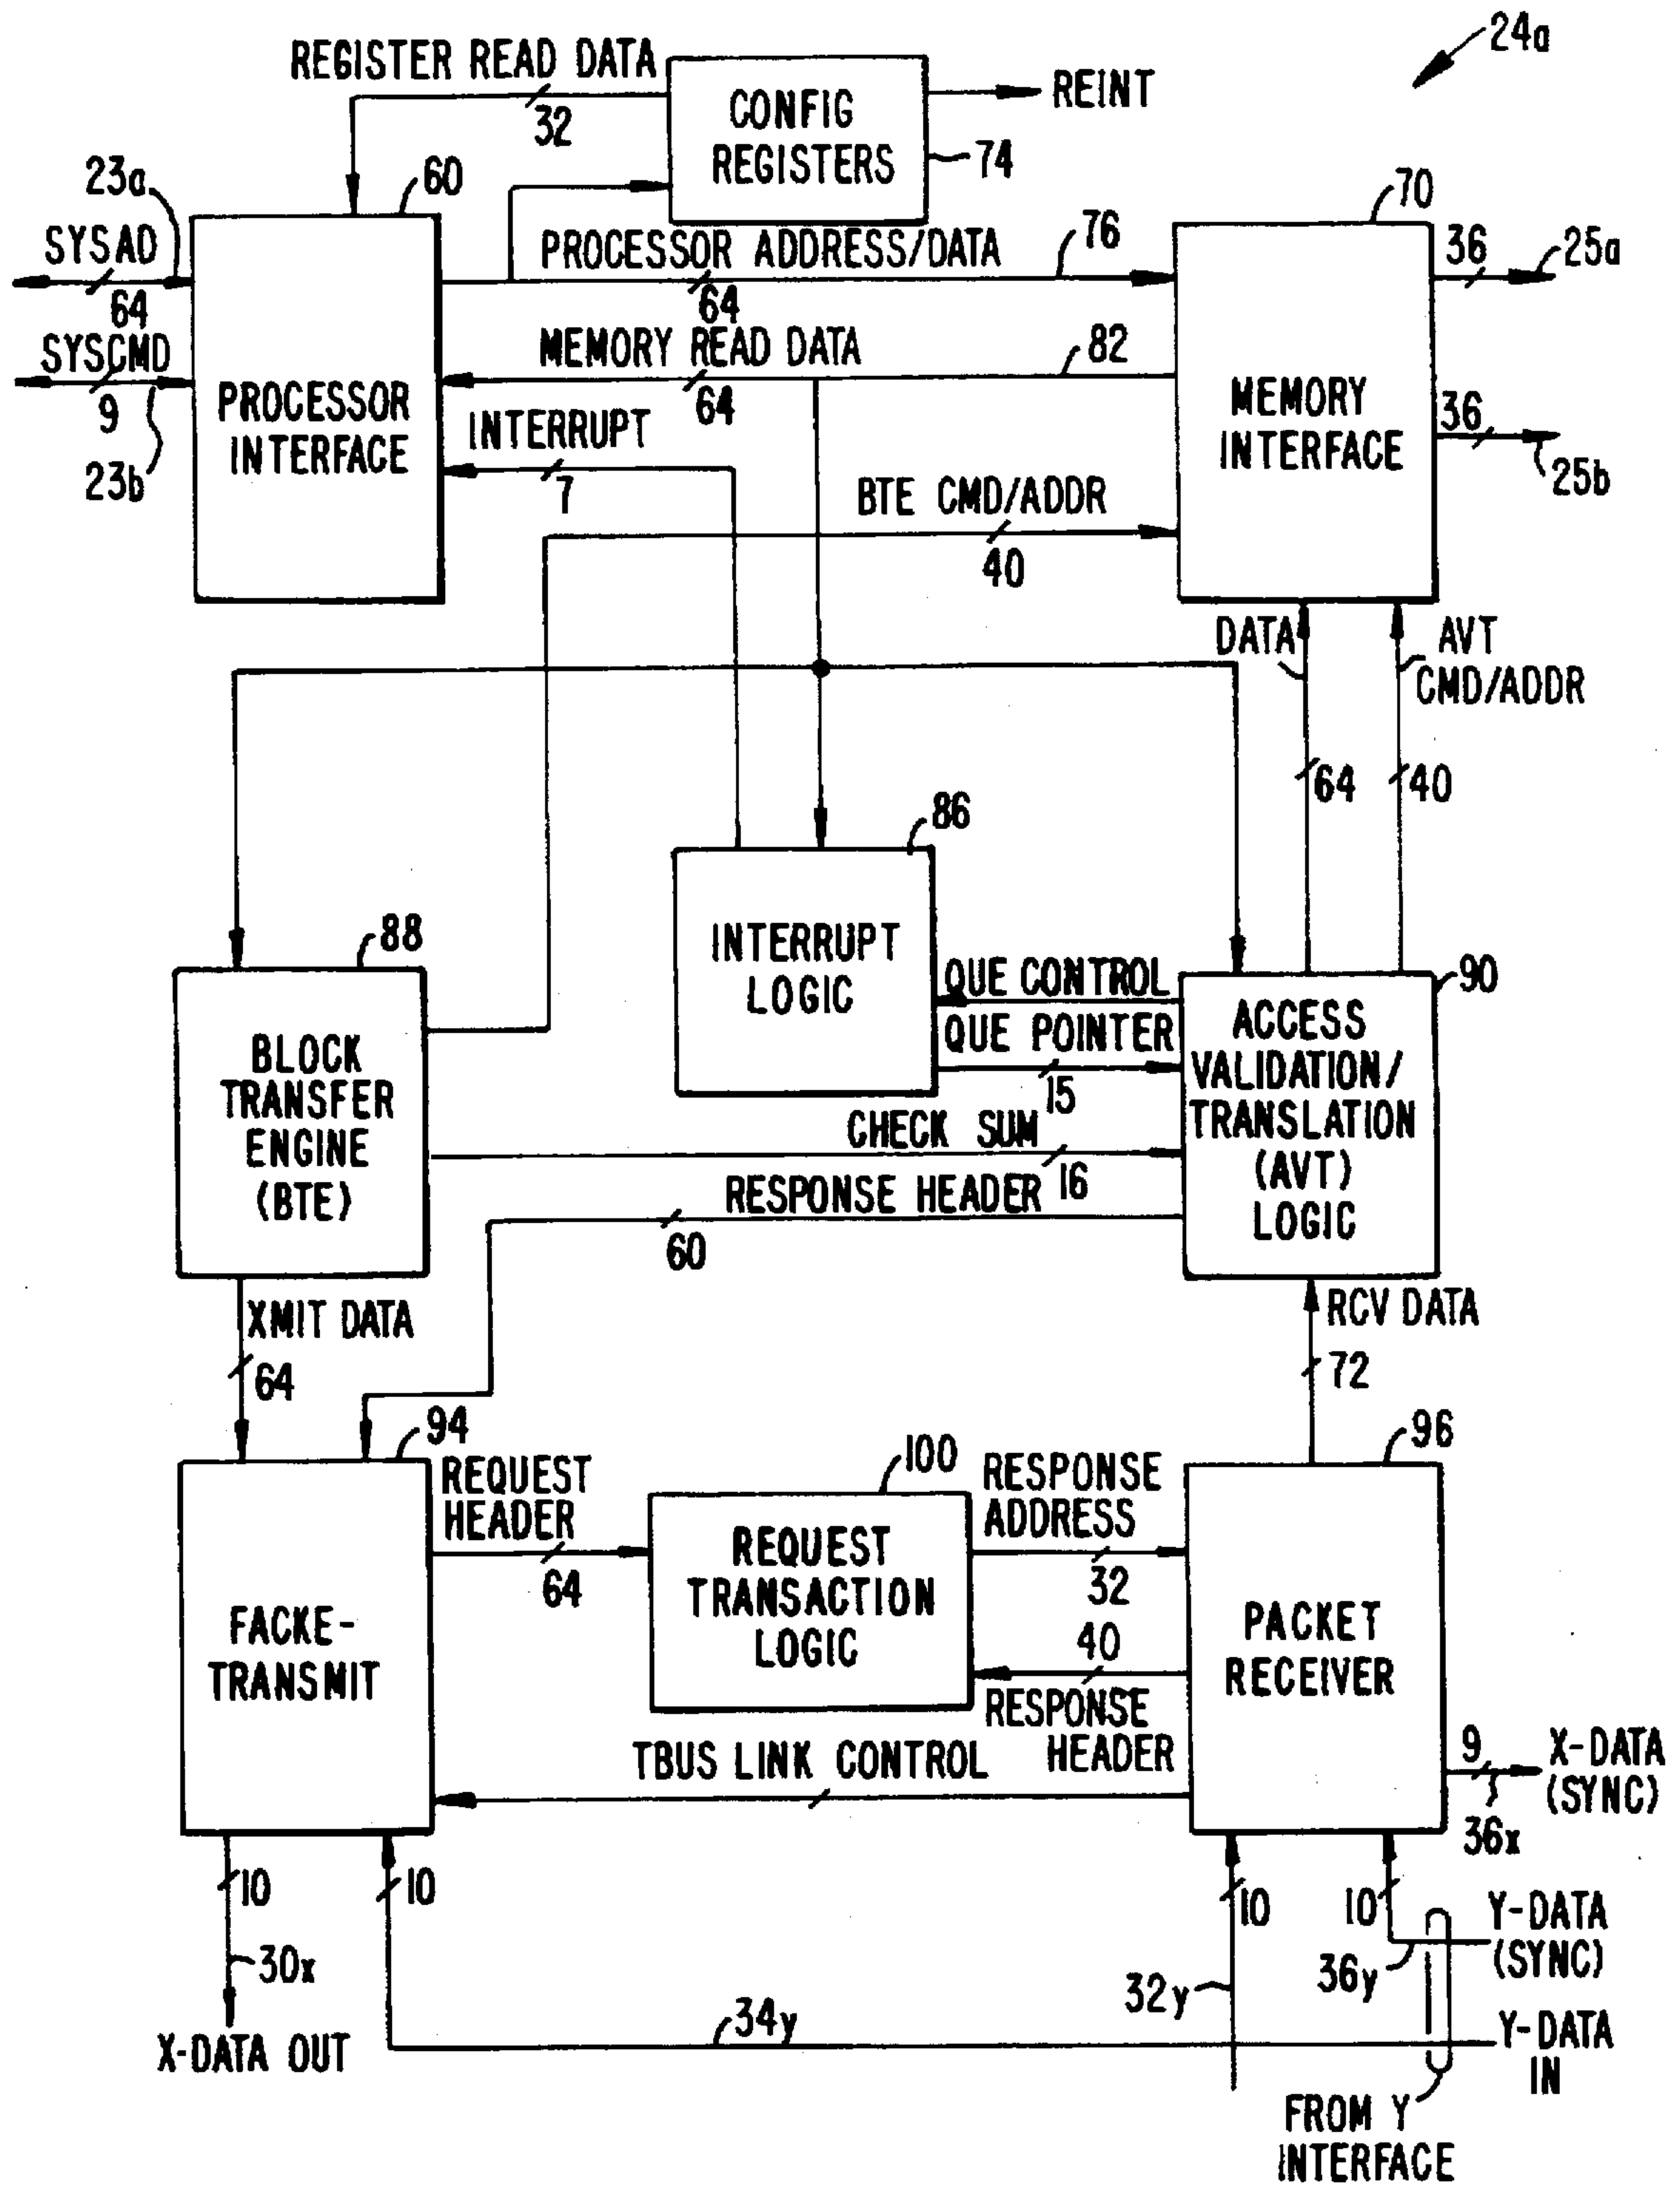 24a
REGISTER READ DATA
32
CONFIG
REGISTERS
REINT
74
23a
60
SYSAD
64
SYSCMD
9
23b
PROCESSOR
INTERFACE
PROCESSOR ADDRESS/DATA
76
64
MEMORY READ DATA
82
64
INTERRUPT
7
BTE CMD/ADDR
40
70
MEMORY
INTERFACE
36
25a
36
25b
DATA
AVT
CMD/ADDR
64
40
86
INTERRUPT
LOGIC
88
BLOCK
TRANSFER
ENGINE
(BTE)
QUE CONTROL
QUE POINTER
15
90
ACCESS
VALIDATION/
TRANSLATION
(AVT)
LOGIC
CHECK SUM
16
RESPONSE HEADER
60
XMIT DATA
64
RCV DATA
72
94
FACKE-
TRANSMIT
REQUEST
HEADER
64
100
REQUEST
TRANSACTION
LOGIC
RESPONSE
ADDRESS
32
40
RESPONSE
HEADER
96
PACKET
RECEIVER
TBUS LINK CONTROL
9
X-DATA
(SYNC)
36x
10
30x
X-DATA OUT
10
34y
10
32y
10
36y
Y-DATA
(SYNC)
Y-DATA
IN
FROM Y
INTERFACE